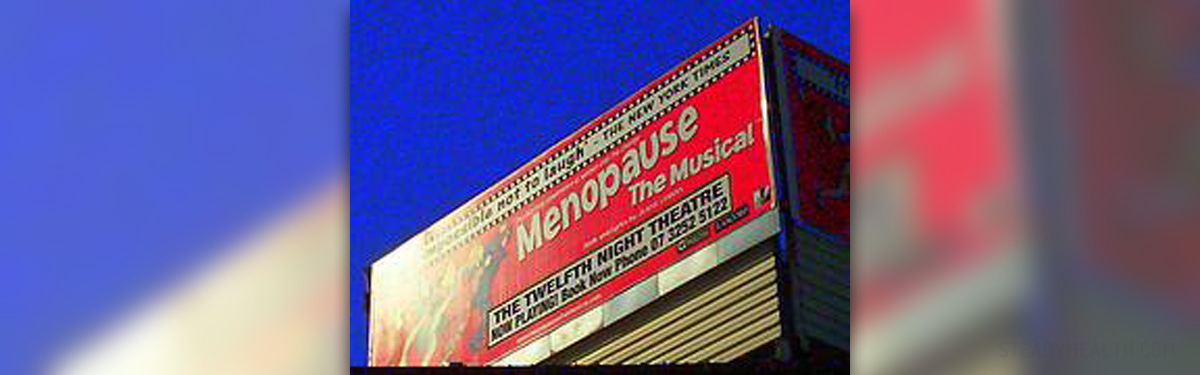 impossible not to laugh - THE NEW YORK TIMES
Menopause
The Musical
THE TWELFTH NIGHT THEATRE
NOW PLAYING! Book Now Phone 07 3252 5122